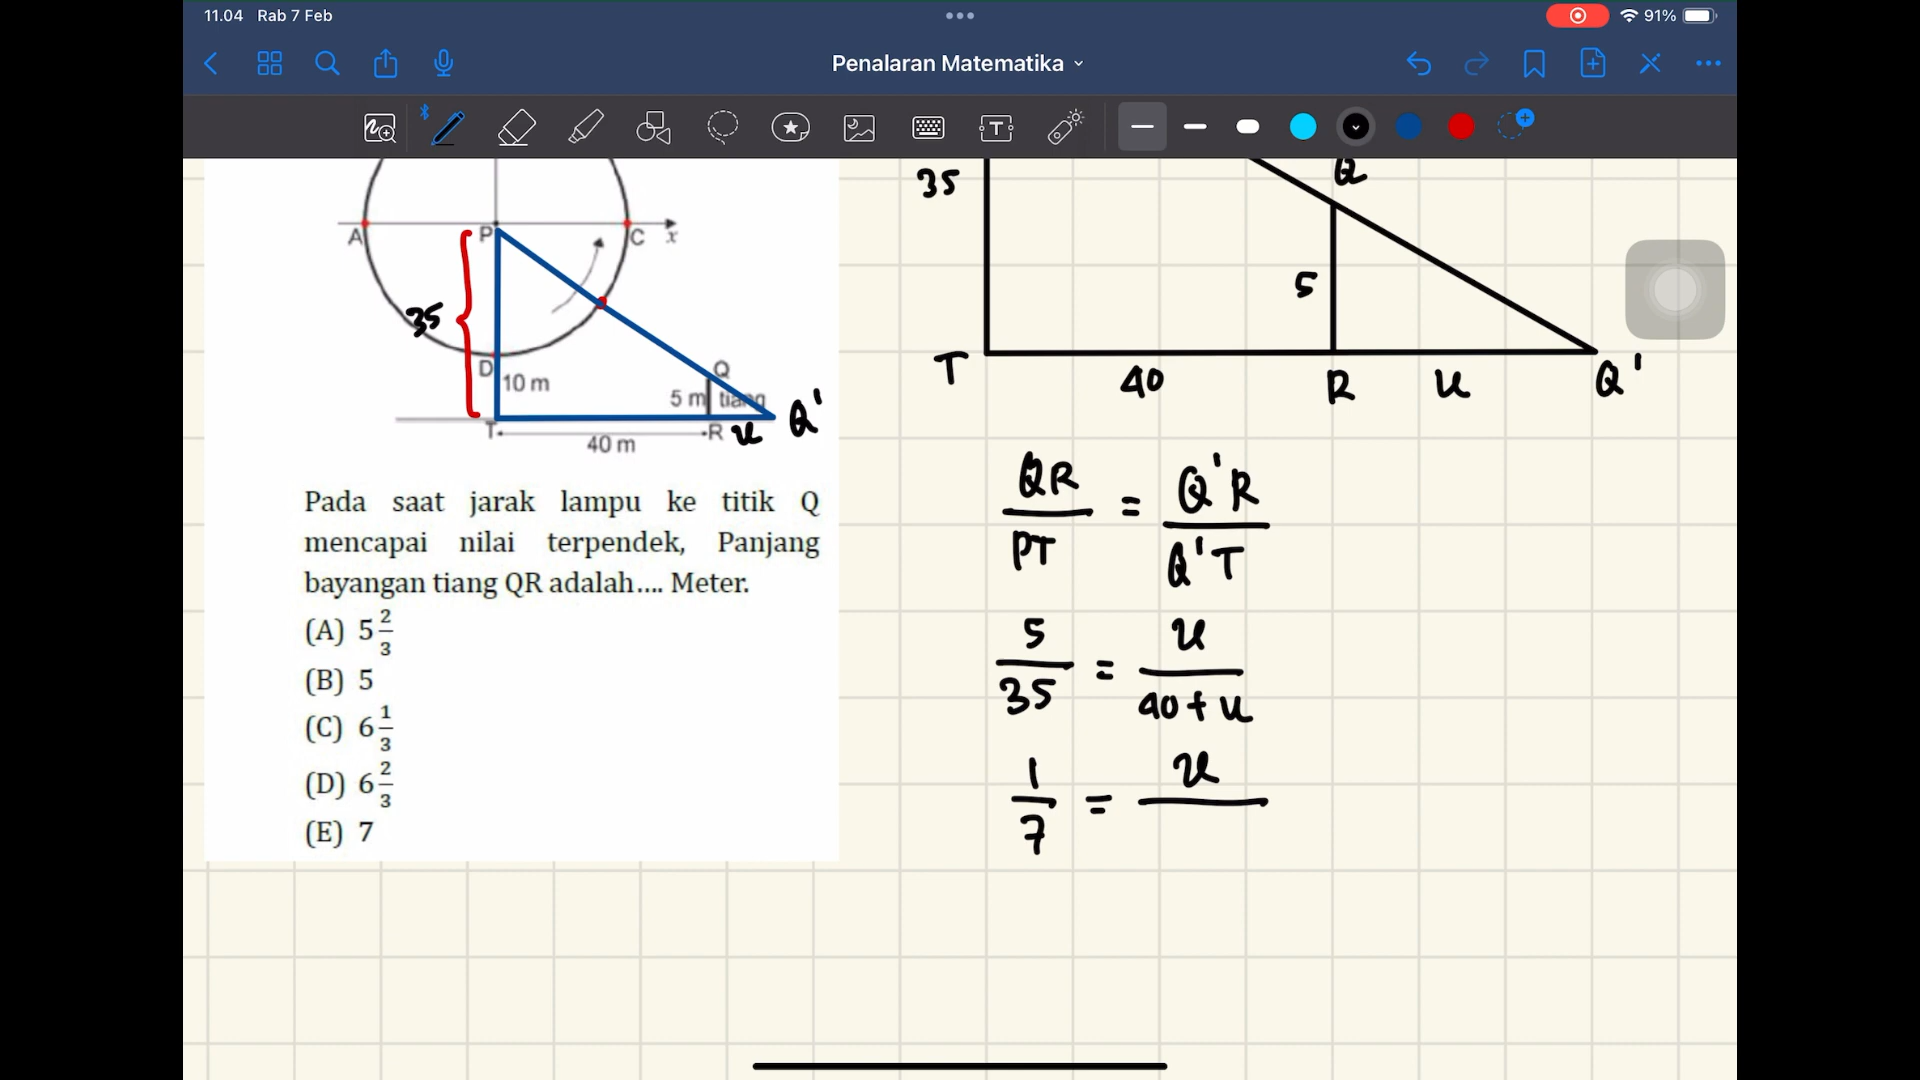 11.04 Rab 7 Feb
91%
Penalaran Matematika
T
A
P
C
x
35
D
10 m
Q
5 m tiang
Q'
T
R
x
40 m
Pada saat jarak lampu ke titik Q
mencapai nilai terpendek, Panjang
bayangan tiang QR adalah.... Meter.
(A) 5 2/3
(B) 5
(C) 6 1/3
(D) 6 2/3
(E) 7
35
Q
5
T
40
R
x
Q'
QR/PT = Q'R/Q'T
5/35 = x/40+x
1/7 = x/